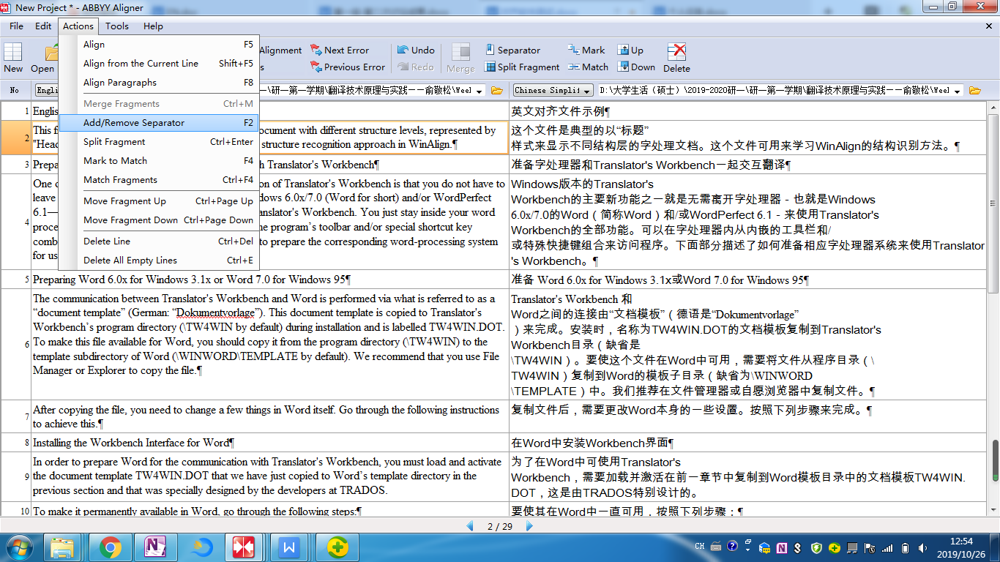 New Project * - ABBYY Aligner
File Edit Actions Tools Help
New Open
Alignment Next Error Undo Merge Separator Mark Up Delete
Previous Error Redo Split Fragment Match Down
Align F5
Align from the Current Line Shift+F5
Align Paragraphs F8
Merge Fragments Ctrl+M
Add/Remove Separator F2
Split Fragment Ctrl+Enter
Mark to Match F4
Match Fragments Ctrl+F4
Move Fragment Up Ctrl+Page Up
Move Fragment Down Ctrl+Page Down
Delete Line Ctrl+Del
Delete All Empty Lines Ctrl+E
No Engli \研一第一学期\翻译技术原理与实践——俞敬松\Weel Chinese Simplif D:\大学生活（硕士）\2019-2020研一\研一第一学期\翻译技术原理与实践——俞敬松\Weel
1 Englis
英文对齐文件示例¶
2 This f ocument with different structure levels, represented by
"Head structure recognition approach in WinAlign.¶
这个文件是典型的以“标题”
样式来显示不同结构层的字处理文档。这个文件可用来学习WinAlign的结构识别方法。¶
3 Prepa h Translator's Workbench¶
准备字处理器和Translator's Workbench一起交互翻译¶
4 One o on of Translator's Workbench is that you do not have to
leave dows 6.0x/7.0 (Word for short) and/or WordPerfect
6.1— anslator's Workbench. You just stay inside your word
proce he program’s toolbar and/or special shortcut key
comb to prepare the corresponding word-processing system
for us
Windows版本的Translator's
Workbench的主要新功能之一就是无需离开字处理器 - 也就是Windows
6.0x/7.0的Word（简称Word）和/或WordPerfect 6.1 - 来使用Translator's
Workbench的全部功能。可以在字处理器内从内嵌的工具栏和/
或特殊快捷键组合来访问程序。下面部分描述了如何准备相应字处理器系统来使用Translator
's Workbench。¶
5 Preparing Word 6.0x for Windows 3.1x or Word 7.0 for Windows 95¶
准备 Word 6.0x for Windows 3.1x或Word 7.0 for Windows 95¶
6 The communication between Translator's Workbench and Word is performed via what is referred to as a
“document template” (German: “Dokumentvorlage”). This document template is copied to Translator's
Workbench’s program directory (\TW4WIN by default) during installation and is labelled TW4WIN.DOT.
To make this file available for Word, you should copy it from the program directory (\TW4WIN) to the
template subdirectory of Word (\WINWORD\TEMPLATE by default). We recommend that you use File
Manager or Explorer to copy the file.¶
Translator's Workbench 和
Word之间的连接由“文档模板”（德语是“Dokumentvorlage”
）来完成。安装时，名称为TW4WIN.DOT的文档模板复制到Translator's
Workbench目录（缺省是
\TW4WIN）。要使这个文件在Word中可用，需要将文件从程序目录（\
TW4WIN）复制到Word的模板子目录（缺省为\WINWORD
\TEMPLATE）中。我们推荐在文件管理器或自愿浏览器中复制文件。¶
7 After copying the file, you need to change a few things in Word itself. Go through the following instructions
to achieve this.¶
复制文件后，需要更改Word本身的一些设置。按照下列步骤来完成。¶
8 Installing the Workbench Interface for Word¶
在Word中安装Workbench界面¶
9 In order to prepare Word for the communication with Translator's Workbench, you must load and activate
the document template TW4WIN.DOT that we have just copied to Word’s template directory in the
previous section and that was specially designed by the developers at TRADOS.
为了在Word中可使用Translator's
Workbench，需要加载并激活在前一章节中复制到Word模板目录中的文档模板TW4WIN.
DOT，这是由TRADOS特别设计的。
10 To make it permanently available in Word, go through the following steps:¶
要使其在Word中一直可用，按照下列步骤：¶
2 / 29
CH
12:54
2019/10/26